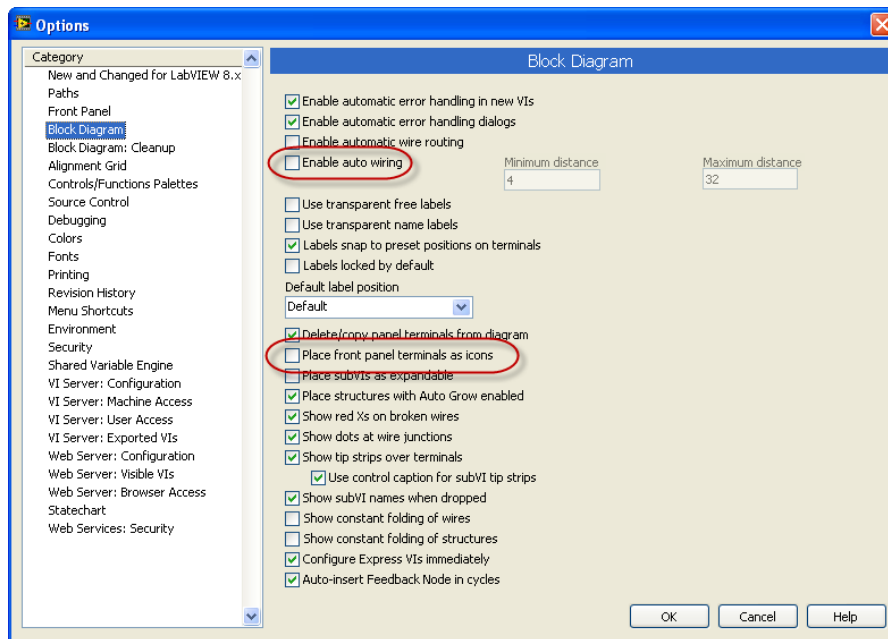 Options
Category
New and Changed for LabVIEW 8.x
Paths
Front Panel
Block Diagram
Block Diagram: Cleanup
Alignment Grid
Controls/Functions Palettes
Source Control
Debugging
Colors
Fonts
Printing
Revision History
Menu Shortcuts
Environment
Security
Shared Variable Engine
VI Server: Configuration
VI Server: Machine Access
VI Server: User Access
VI Server: Exported VIs
Web Server: Configuration
Web Server: Visible VIs
Web Server: Browser Access
Statechart
Web Services: Security
Block Diagram
Enable automatic error handling in new VIs
Enable automatic error handling dialogs
Enable automatic wire routing
Enable auto wiring
Minimum distance
4
Maximum distance
32
Use transparent free labels
Use transparent name labels
Labels snap to preset positions on terminals
Labels locked by default
Default label position
Default
Delete/copy panel terminals from diagram
Place front panel terminals as icons
Place subVIs as expandable
Place structures with Auto Grow enabled
Show red Xs on broken wires
Show dots at wire junctions
Show tip strips over terminals
Use control caption for subVI tip strips
Show subVI names when dropped
Show constant folding of wires
Show constant folding of structures
Configure Express VIs immediately
Auto-insert Feedback Node in cycles
OK
Cancel
Help